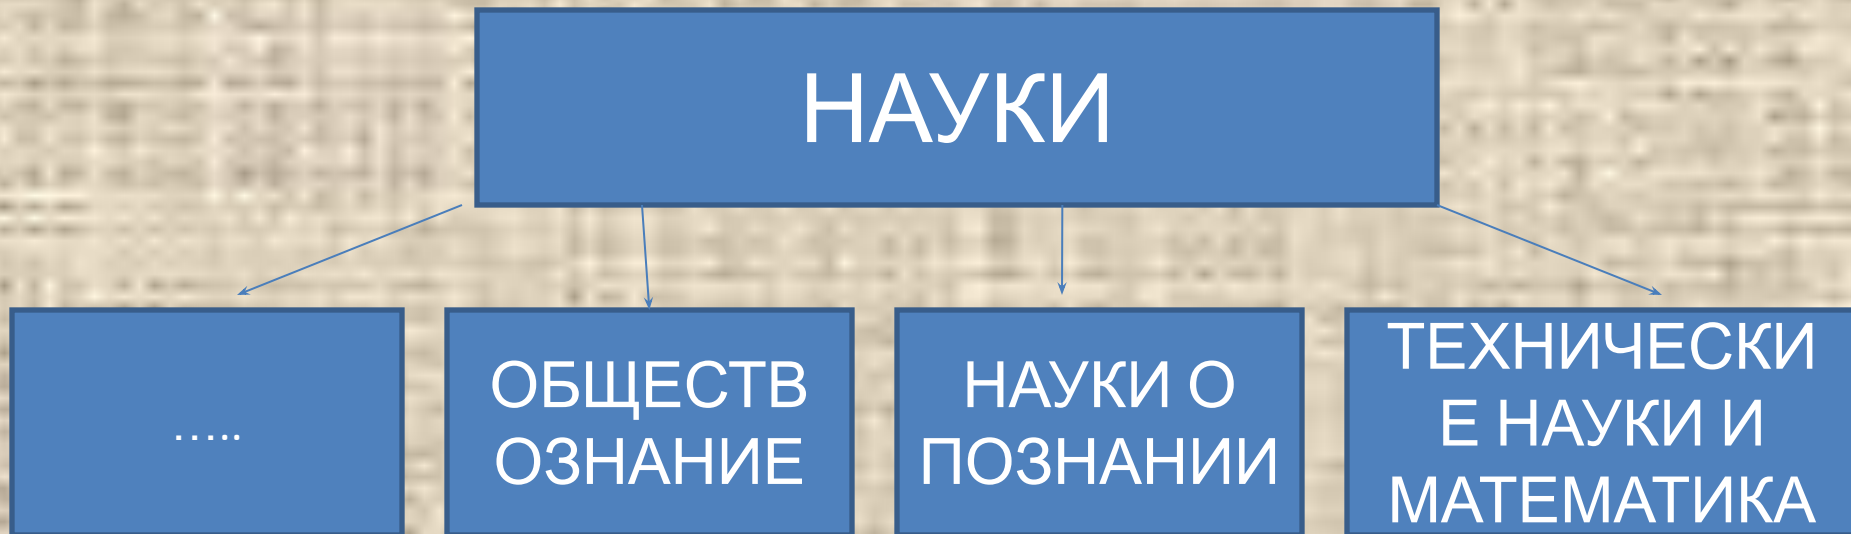 НАУКИ
.....
ОБЩЕСТВ
ОЗНАНИЕ
НАУКИ О
ПОЗНАНИИ
ТЕХНИЧЕСКИ
Е НАУКИ И
МАТЕМАТИКА